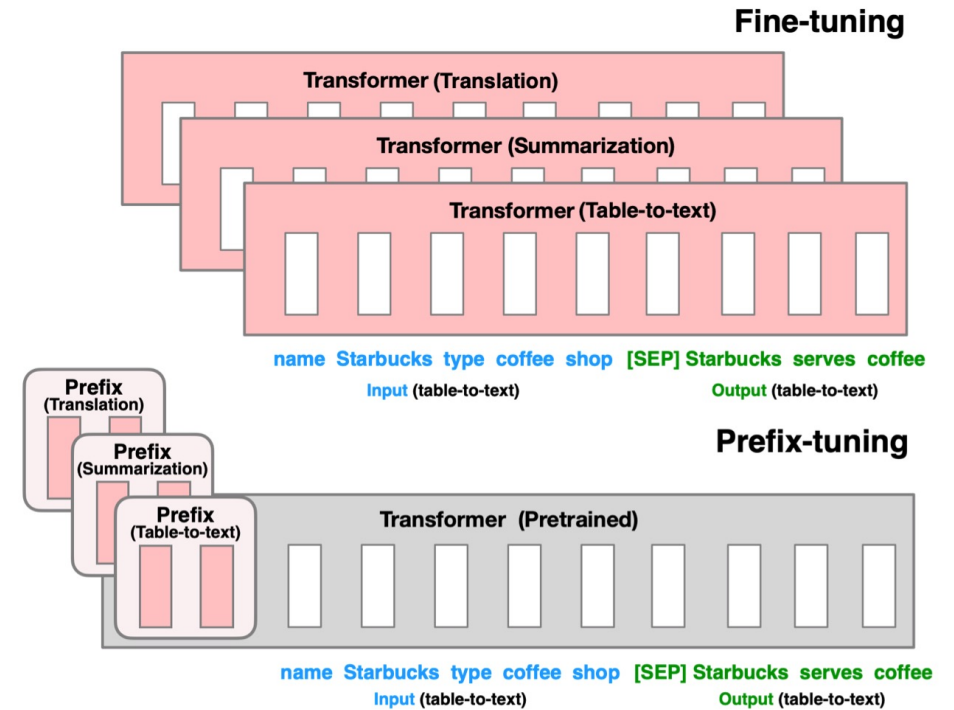 Fine-tuning
Transformer (Translation)
Transformer (Summarization)
Transformer (Table-to-text)
name Starbucks type coffee shop [SEP] Starbucks serves coffee
Input (table-to-text) Output (table-to-text)
Prefix-tuning
Prefix
(Translation)
Prefix
(Summarization)
Prefix
(Table-to-text)
Transformer (Pretrained)
name Starbucks type coffee shop [SEP] Starbucks serves coffee
Input (table-to-text) Output (table-to-text)